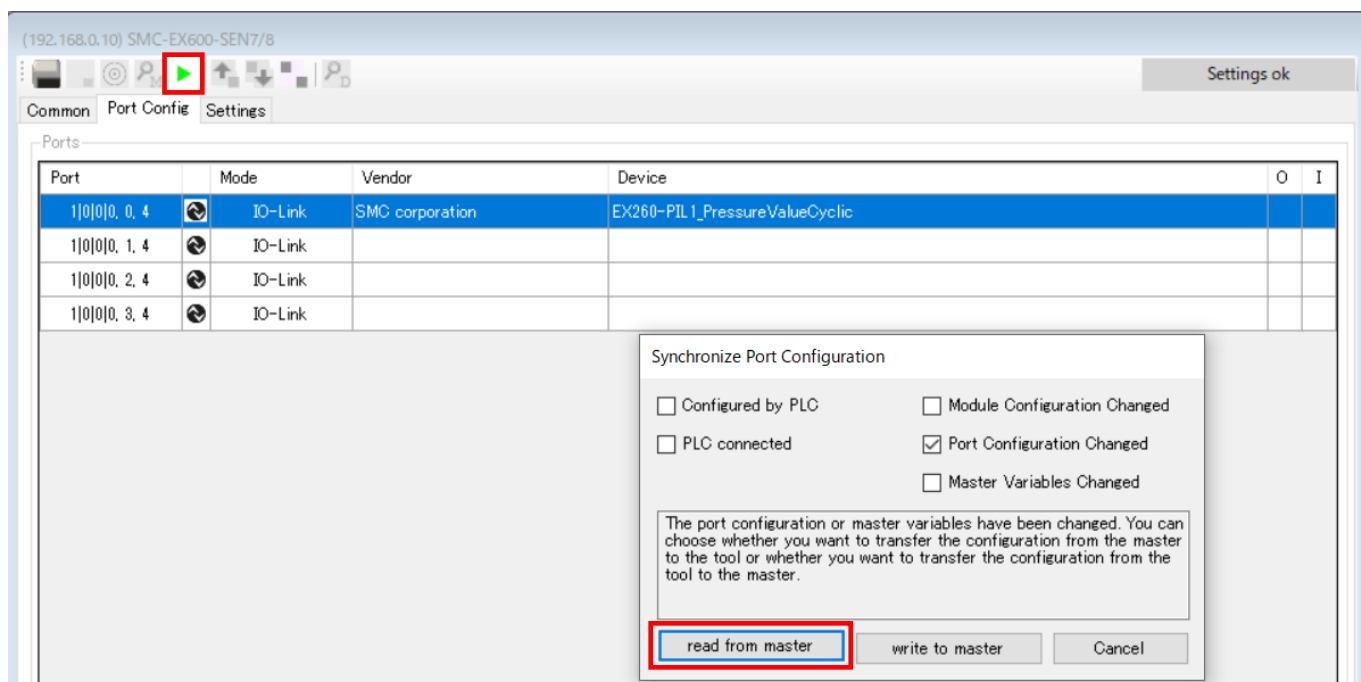 (192.168.0.10) SMC-EX600-SEN7/8
M D Settings ok
Common Port Config Settings
Ports
Port Mode Vendor Device O I
1|0|0|0, 0, 4 IO-Link SMC corporation EX260-PIL1_PressureValueCyclic
1|0|0|0, 1, 4 IO-Link
1|0|0|0, 2, 4 IO-Link
1|0|0|0, 3, 4 IO-Link
Synchronize Port Configuration
Configured by PLC Module Configuration Changed
PLC connected Port Configuration Changed
Master Variables Changed
The port configuration or master variables have been changed. You can
choose whether you want to transfer the configuration from the master
to the tool or whether you want to transfer the configuration from the
tool to the master.
read from master write to master Cancel